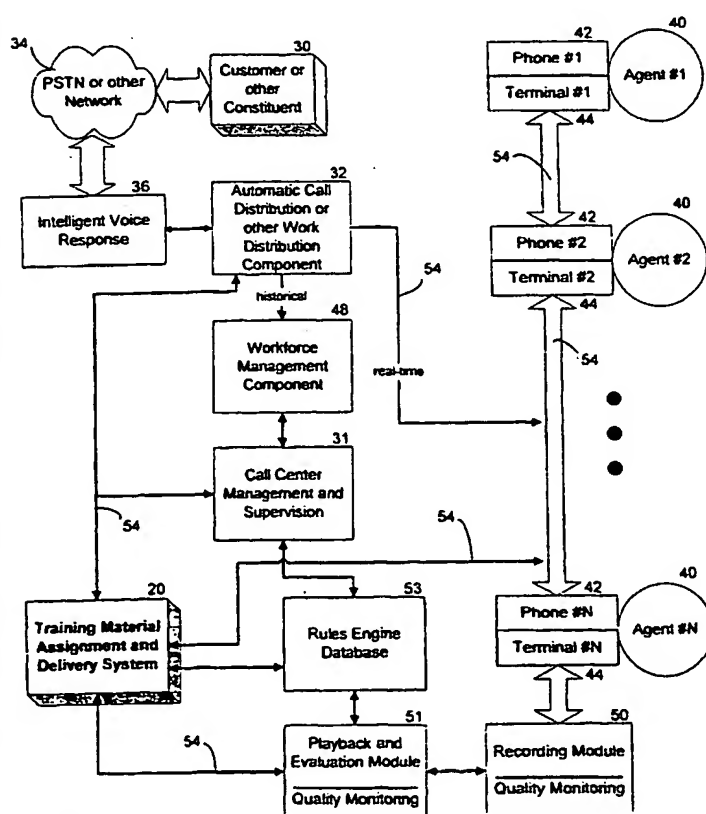 34
PSTN or other
Network
30
Customer or
other
Constituent
36
Intelligent Voice
Response
32
Automatic Call
Distribution or
other Work
Distribution
Component
54
historical
48
Workforce
Management
Component
real-time
31
Call Center
Management and
Supervision
54
54
20
Training Material
Assignment and
Delivery System
53
Rules Engine
Database
54
51
Playback and
Evaluation Module
Quality Monitoring
50
Recording Module
Quality Monitoring
42
40
Phone #1
Terminal #1
Agent #1
44
54
42
40
Phone #2
Terminal #2
Agent #2
44
54
42
40
Phone #N
Terminal #N
Agent #N
44